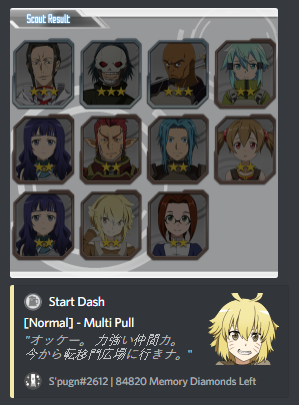 Scout Result
Start Dash
[Normal] - Multi Pull
"オッケー。力強い仲間カ。
今から転移門広場に行きナ。"
S'pugn#2612 | 84820 Memory Diamonds Left